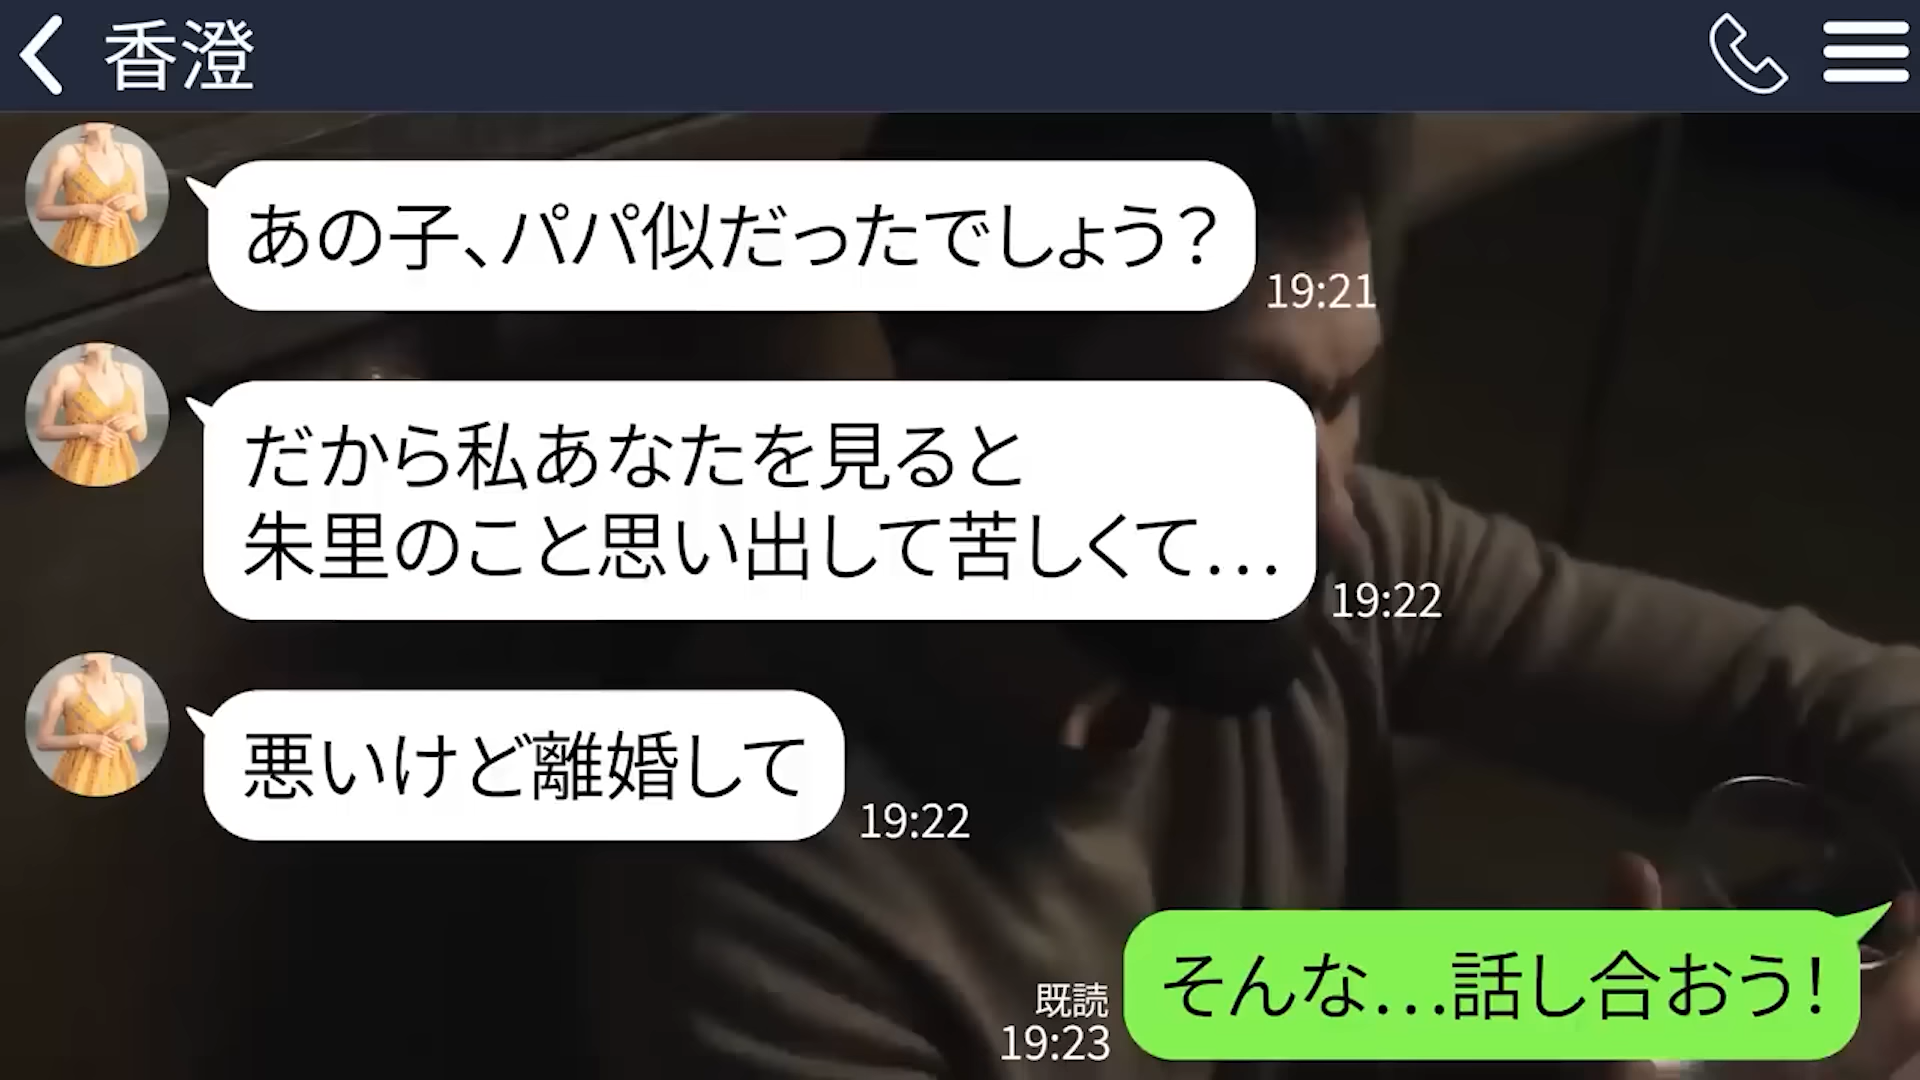 香澄
あの子、パパ似だったでしょう？
19:21
だから私あなたを見ると
朱里のこと思い出して苦しくて…
19:22
悪いけど離婚して
19:22
そんな…話し合おう！
既読
19:23